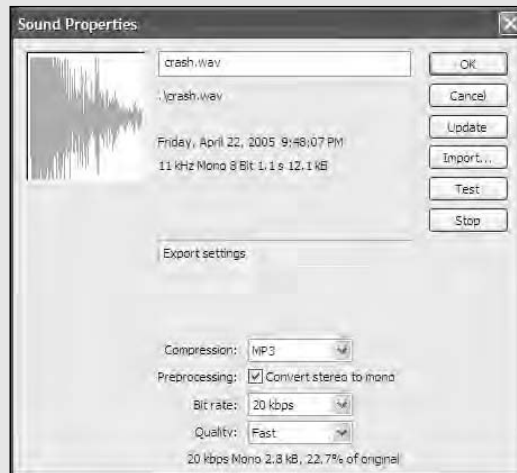 Sound Properties
crash.wav
OK
.\crash.wav
Cancel
Update
Friday, April 22, 2005 9:48:07 PM
Import...
11 kHz Mono 8 Bit 1.1 s 12.1 kB
Test
Stop
Export settings
Compression: MP3
Preprocessing: Convert stereo to mono
Bit rate: 20 kbps
Quality: Fast
20 kbps Mono 2.8 kB, 22.7% of original